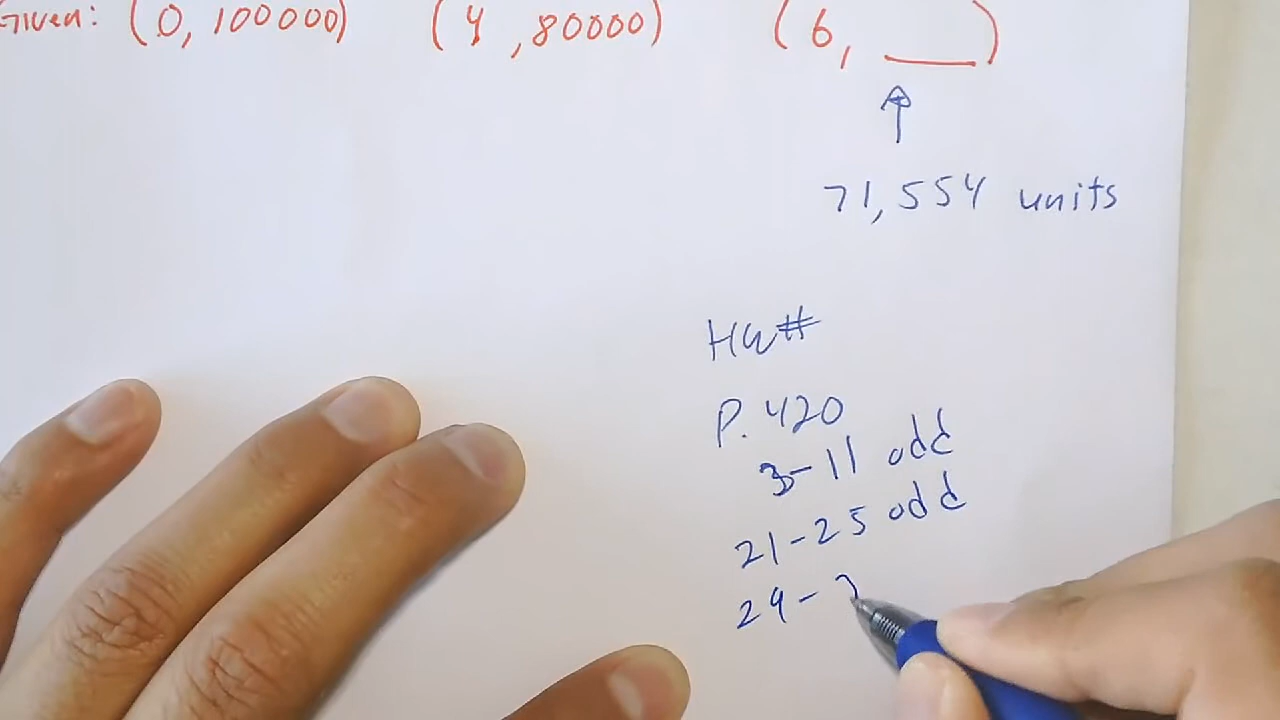 Given: (0, 100000) (4, 80000) (6, ___)
71,554 units
HW#
P. 420
3-11 odd
21-25 odd
29-